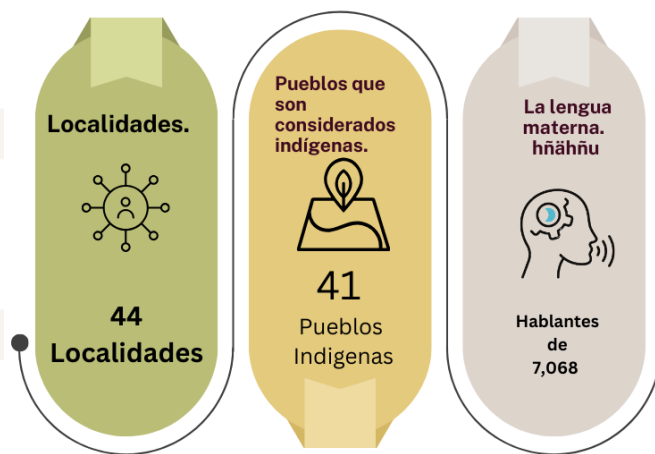 Localidades.
44
Localidades
Pueblos que
son
considerados
indígenas.
41
Pueblos
Indigenas
La lengua
materna.
hñähñu
Hablantes
de
7,068